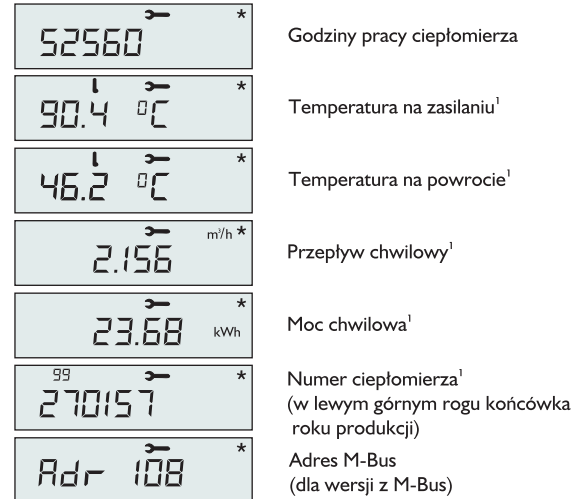 * 52560 Godziny pracy ciepłomierza
* 90.4 °C Temperatura na zasilaniu¹
* 46.2 °C Temperatura na powrocie¹
m³/h * 2.156 Przepływ chwilowy¹
* 23.68 kWh Moc chwilowa¹
99 * Numer ciepłomierza¹
270157 (w lewym górnym rogu końcówka
roku produkcji)
* Adr 108 Adres M-Bus
(dla wersji z M-Bus)